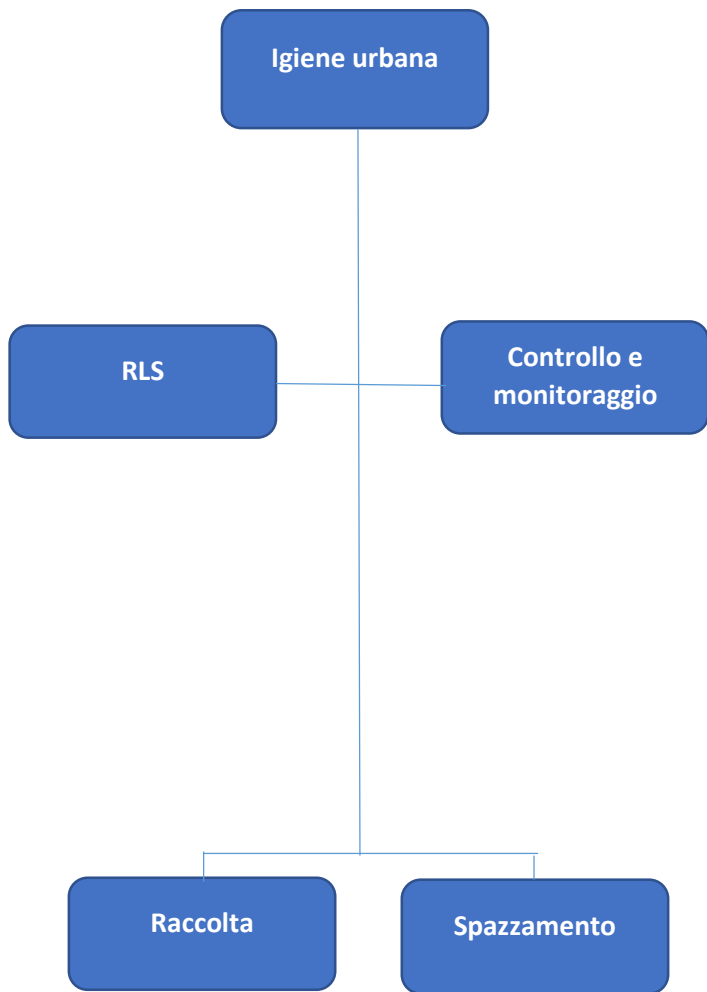 Igiene urbana
RLS
Controllo e
monitoraggio
Raccolta
Spazzamento